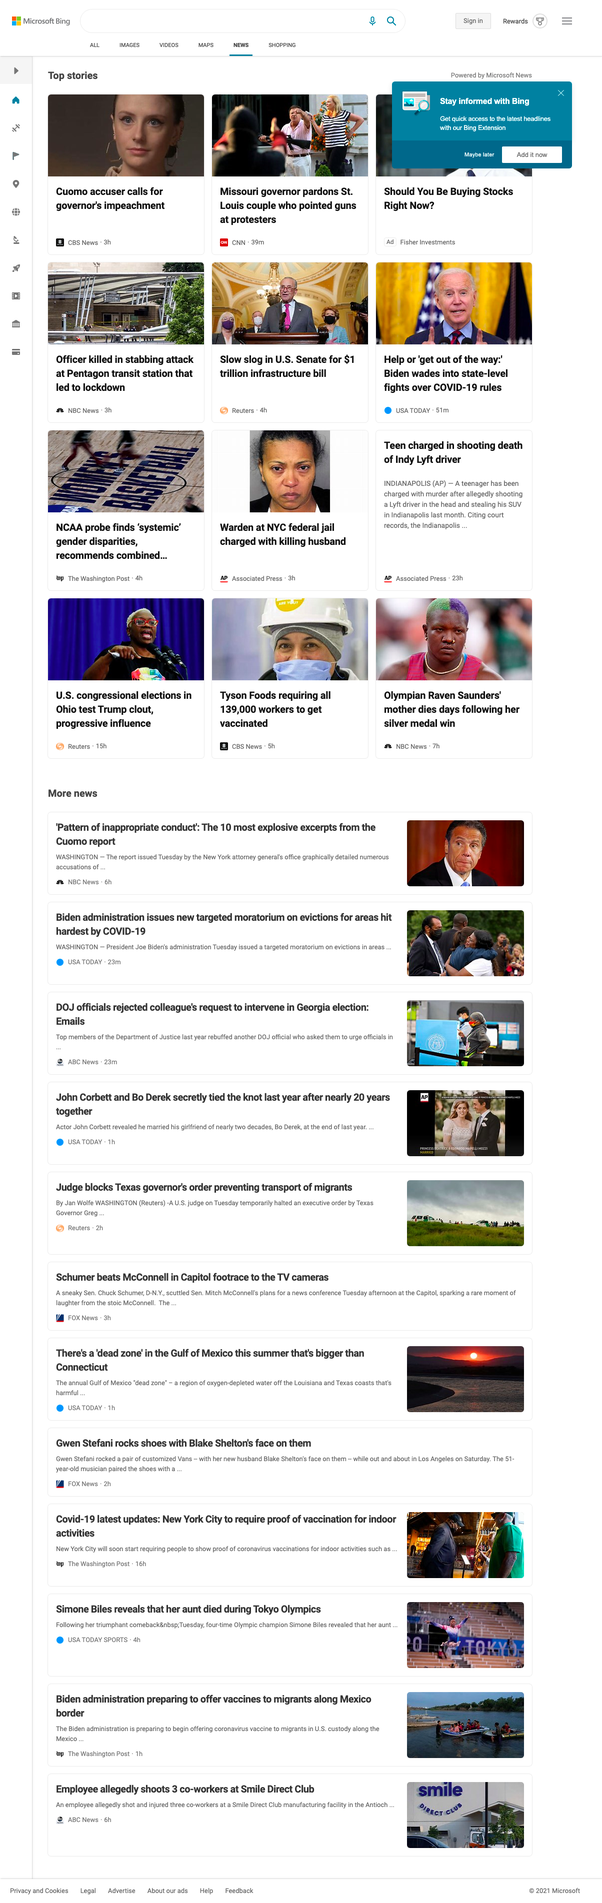 Microsoft Bing
Sign in
Rewards
ALL
IMAGES
VIDEOS
MAPS
NEWS
SHOPPING
Top stories
Powered by Microsoft News
Stay informed with Bing
Get quick access to the latest headlines
with our Bing Extension
Maybe later
Add it now
Cuomo accuser calls for
governor's impeachment
CBS News · 3h
Missouri governor pardons St.
Louis couple who pointed guns
at protesters
CNN · 39m
Should You Be Buying Stocks
Right Now?
Ad Fisher Investments
Officer killed in stabbing attack
at Pentagon transit station that
led to lockdown
NBC News · 3h
Slow slog in U.S. Senate for $1
trillion infrastructure bill
Reuters · 4h
Help or 'get out of the way:'
Biden wades into state-level
fights over COVID-19 rules
USA TODAY · 51m
NCAA probe finds 'systemic'
gender disparities,
recommends combined...
wp The Washington Post · 4h
Warden at NYC federal jail
charged with killing husband
AP Associated Press · 3h
Teen charged in shooting death
of Indy Lyft driver
INDIANAPOLIS (AP) — A teenager has been
charged with murder after allegedly shooting
a Lyft driver in the head and stealing his SUV
in Indianapolis last month. Citing court
records, the Indianapolis ...
AP Associated Press · 23h
U.S. congressional elections in
Ohio test Trump clout,
progressive influence
Reuters · 15h
Tyson Foods requiring all
139,000 workers to get
vaccinated
CBS News · 5h
Olympian Raven Saunders'
mother dies days following her
silver medal win
NBC News · 7h
More news
'Pattern of inappropriate conduct': The 10 most explosive excerpts from the
Cuomo report
WASHINGTON — The report issued Tuesday by the New York attorney general's office graphically detailed numerous
accusations of ...
NBC News · 6h
Biden administration issues new targeted moratorium on evictions for areas hit
hardest by COVID-19
WASHINGTON — President Joe Biden's administration Tuesday issued a targeted moratorium on evictions in areas ...
USA TODAY · 23m
DOJ officials rejected colleague's request to intervene in Georgia election:
Emails
Top members of the Department of Justice last year rebuffed another DOJ official who asked them to urge officials in
...
ABC News · 23m
John Corbett and Bo Derek secretly tied the knot last year after nearly 20 years
together
Actor John Corbett revealed he married his girlfriend of nearly two decades, Bo Derek, at the end of last year. ...
USA TODAY · 1h
AP
Judge blocks Texas governor's order preventing transport of migrants
By Jan Wolfe WASHINGTON (Reuters) -A U.S. judge on Tuesday temporarily halted an executive order by Texas
Governor Greg ...
Reuters · 2h
Schumer beats McConnell in Capitol footrace to the TV cameras
A sneaky Sen. Chuck Schumer, D-N.Y., scuttled Sen. Mitch McConnell's plans for a news conference Tuesday afternoon at the Capitol, sparking a rare moment of
laughter from the stoic McConnell. The ...
FOX News · 3h
There's a 'dead zone' in the Gulf of Mexico this summer that's bigger than
Connecticut
The annual Gulf of Mexico "dead zone" – a region of oxygen-depleted water off the Louisiana and Texas coasts that's
harmful ...
USA TODAY · 1h
Gwen Stefani rocks shoes with Blake Shelton's face on them
Gwen Stefani rocked a pair of customized Vans – with her new husband Blake Shelton's face on them – while out and about in Los Angeles on Saturday. The 51-
year-old musician paired the shoes with a ...
FOX News · 2h
Covid-19 latest updates: New York City to require proof of vaccination for indoor
activities
New York City will soon start requiring people to show proof of coronavirus vaccinations for indoor activities such as ...
wp The Washington Post · 16h
Simone Biles reveals that her aunt died during Tokyo Olympics
Following her triumphant comeback&nbsp;Tuesday, four-time Olympic champion Simone Biles revealed that her aunt ...
USA TODAY SPORTS · 4h
TOKYO
Biden administration preparing to offer vaccines to migrants along Mexico
border
The Biden administration is preparing to begin offering coronavirus vaccine to migrants in U.S. custody along the
Mexico ...
wp The Washington Post · 1h
Employee allegedly shoots 3 co-workers at Smile Direct Club
An employee allegedly shot and injured three co-workers at a Smile Direct Club manufacturing facility in the Antioch ...
ABC News · 6h
smile
DIRECT CLUB
Privacy and Cookies
Legal
Advertise
About our ads
Help
Feedback
© 2021 Microsoft